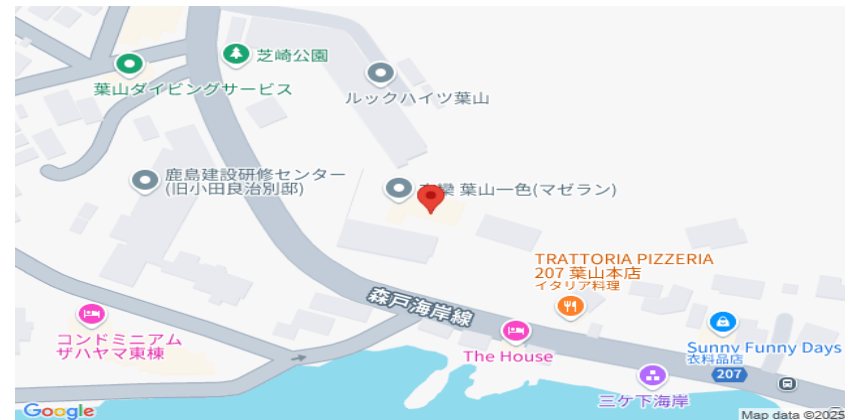 芝崎公園
葉山ダイビングサービス
ルックハイツ葉山
鹿島建設研修センター
(旧小田良治別邸)
葉山一色(マゼラン)
TRATTORIA PIZZERIA
207 葉山本店
イタリア料理
森戸海岸線
コンドミニアム
ザハヤマ東棟
The House
Sunny Funny Days
衣料品店
207
三ケ下海岸
Google
Map data ©2025